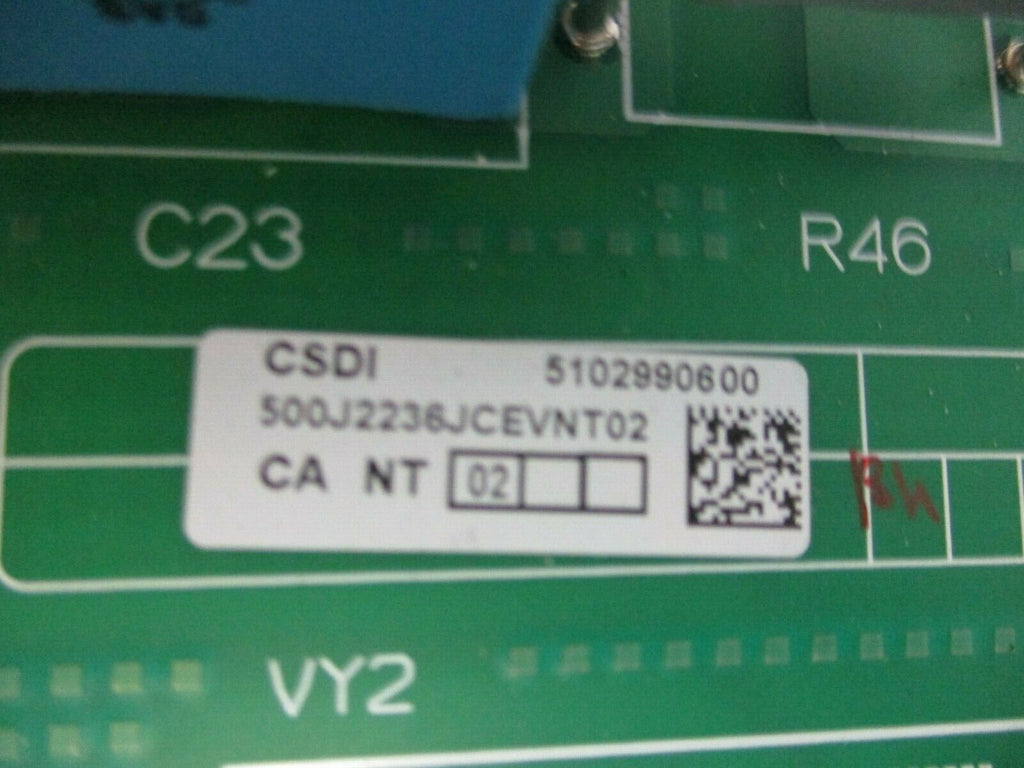 C23
R46
CSDI 5102990600
500J2236JCEVNT02
CA NT 02
VY2